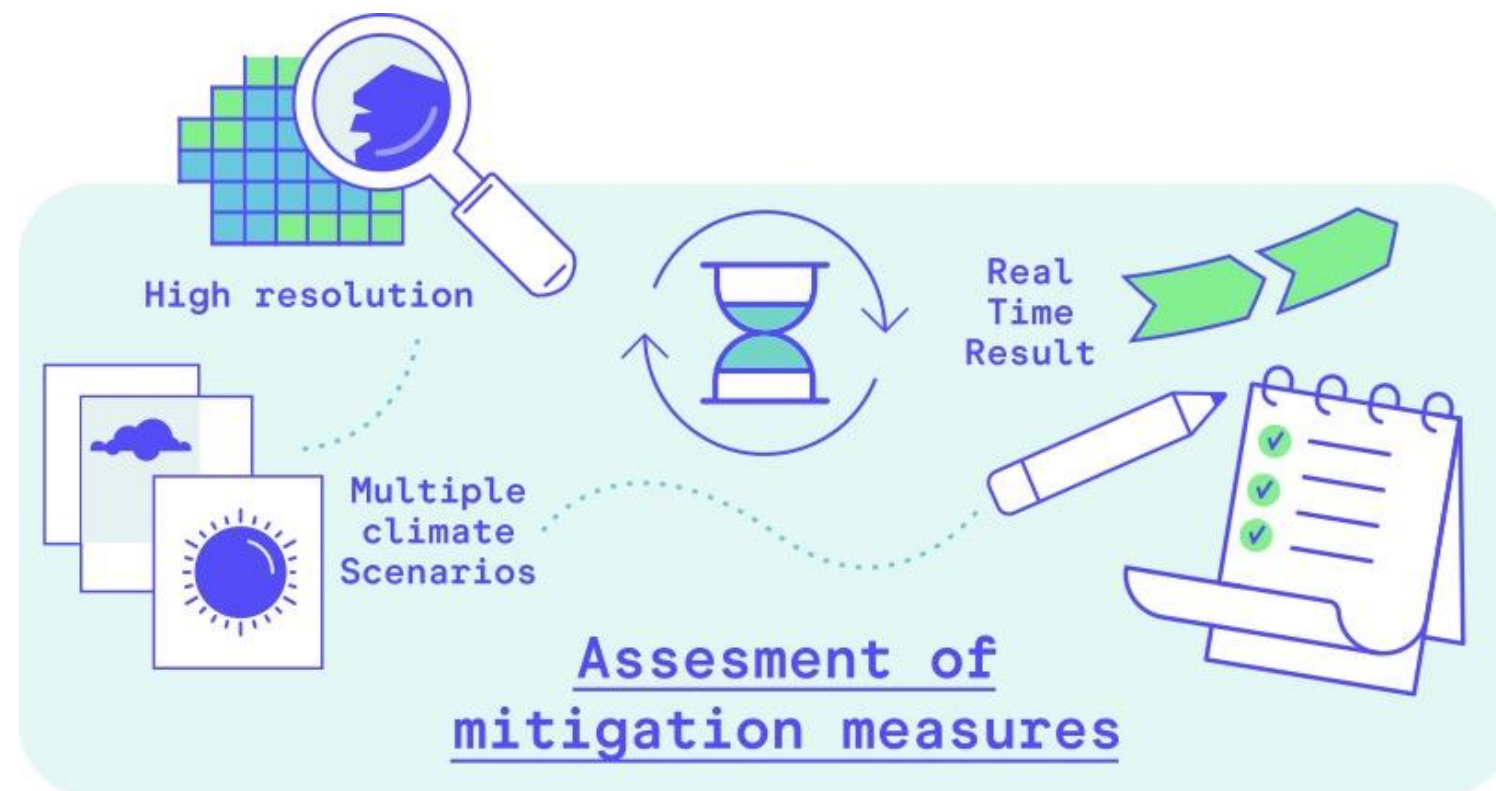 High resolution
Real
Time
Result
Multiple
climate
Scenarios
Assesment of
mitigation measures